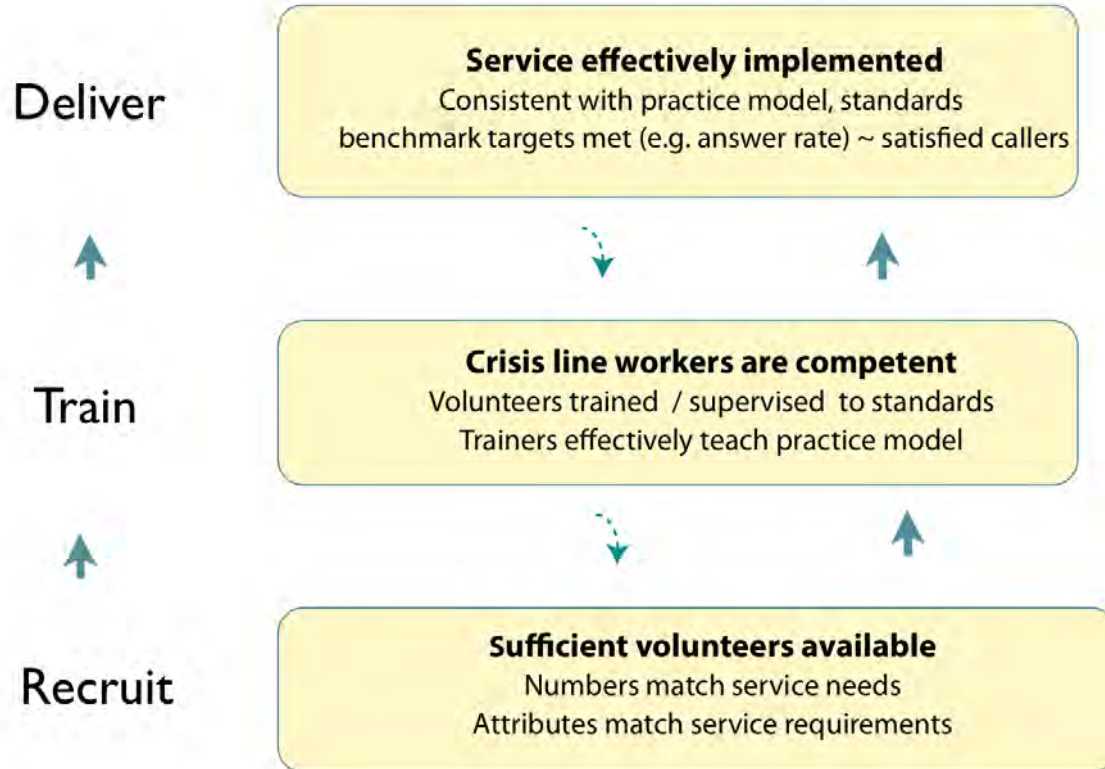 Deliver
Service effectively implemented
Consistent with practice model, standards
benchmark targets met (e.g. answer rate) ~ satisfied callers
Train
Crisis line workers are competent
Volunteers trained / supervised to standards
Trainers effectively teach practice model
Recruit
Sufficient volunteers available
Numbers match service needs
Attributes match service requirements